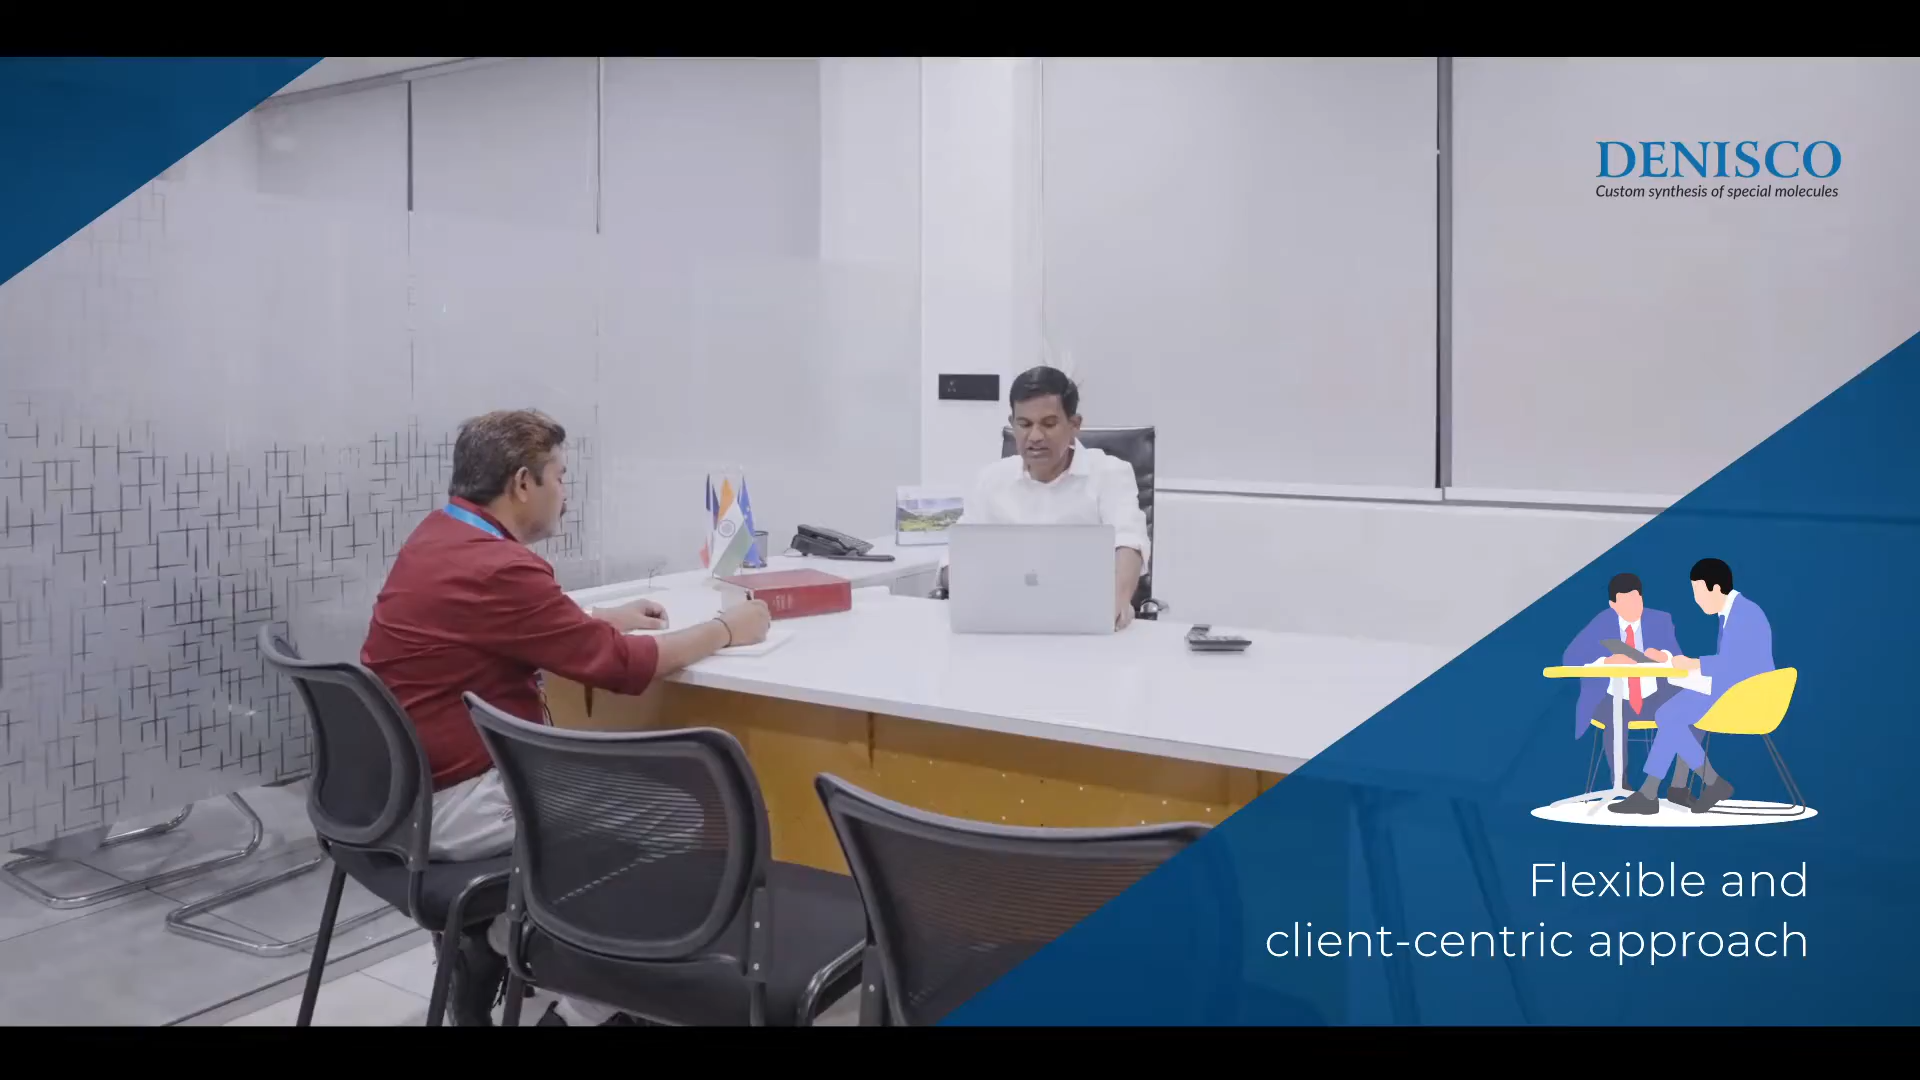 DENISCO
Custom synthesis of special molecules
Flexible and
client-centric approach